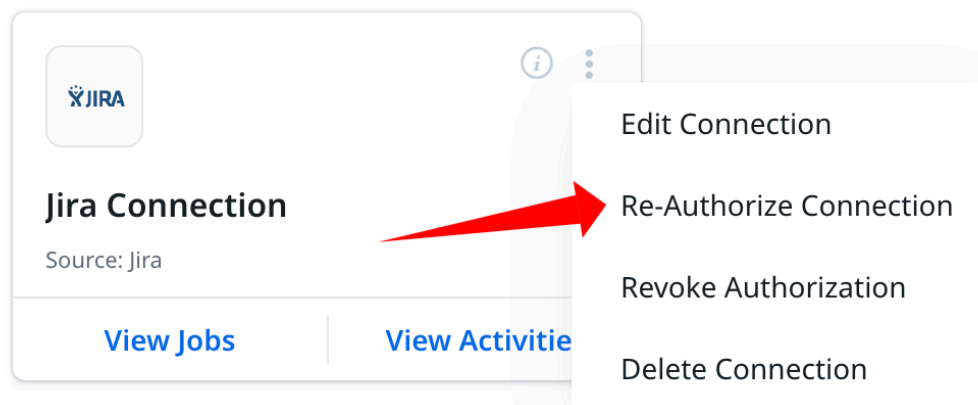 JIRA
Edit Connection
Jira Connection
Re-Authorize Connection
Source: Jira
Revoke Authorization
View Jobs
View Activitie
Delete Connection